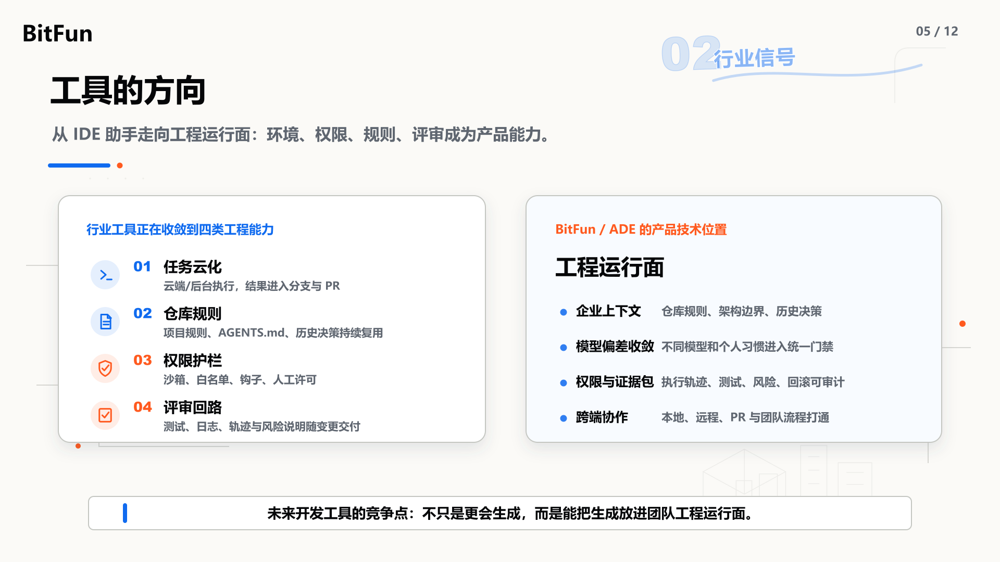 BitFun
05 / 12
02 行业信号
工具的方向
从 IDE 助手走向工程运行面：环境、权限、规则、评审成为产品能力。
行业工具正在收敛到四类工程能力
01 任务云化
云端/后台执行，结果进入分支与 PR
02 仓库规则
项目规则、AGENTS.md、历史决策持续复用
03 权限护栏
沙箱、白名单、钩子、人工许可
04 评审回路
测试、日志、轨迹与风险说明随变更交付
BitFun / ADE 的产品技术位置
工程运行面
企业上下文 仓库规则、架构边界、历史决策
模型偏差收敛 不同模型和个人习惯进入统一门禁
权限与证据包 执行轨迹、测试、风险、回滚可审计
跨端协作 本地、远程、PR 与团队流程打通
未来开发工具的竞争点：不只是更会生成，而是能把生成放进团队工程运行面。